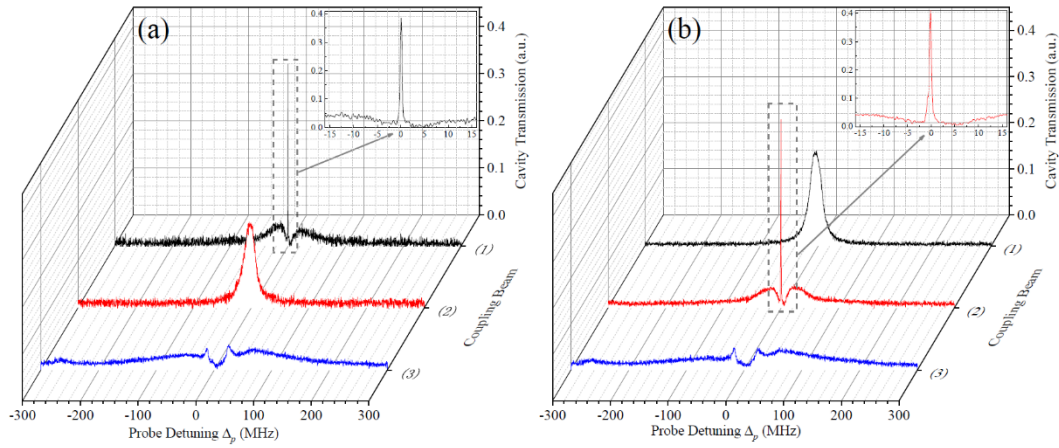 (a)
0.4
0.3
0.2
0.1
0.0
-15 -10 -5 0 5 10 15
0.4
0.3
0.2
0.1
0.0
Cavity Transmission (a.u.)
(1)
(2)
(3)
Coupling Beam
-300 -200 -100 0 100 200 300
Probe Detuning Δp (MHz)
(b)
0.4
0.3
0.2
0.1
0.0
-15 -10 -5 0 5 10 15
0.4
0.3
0.2
0.1
0.0
Cavity Transmission (a.u.)
(1)
(2)
(3)
Coupling Beam
-300 -200 -100 0 100 200 300
Probe Detuning Δp (MHz)